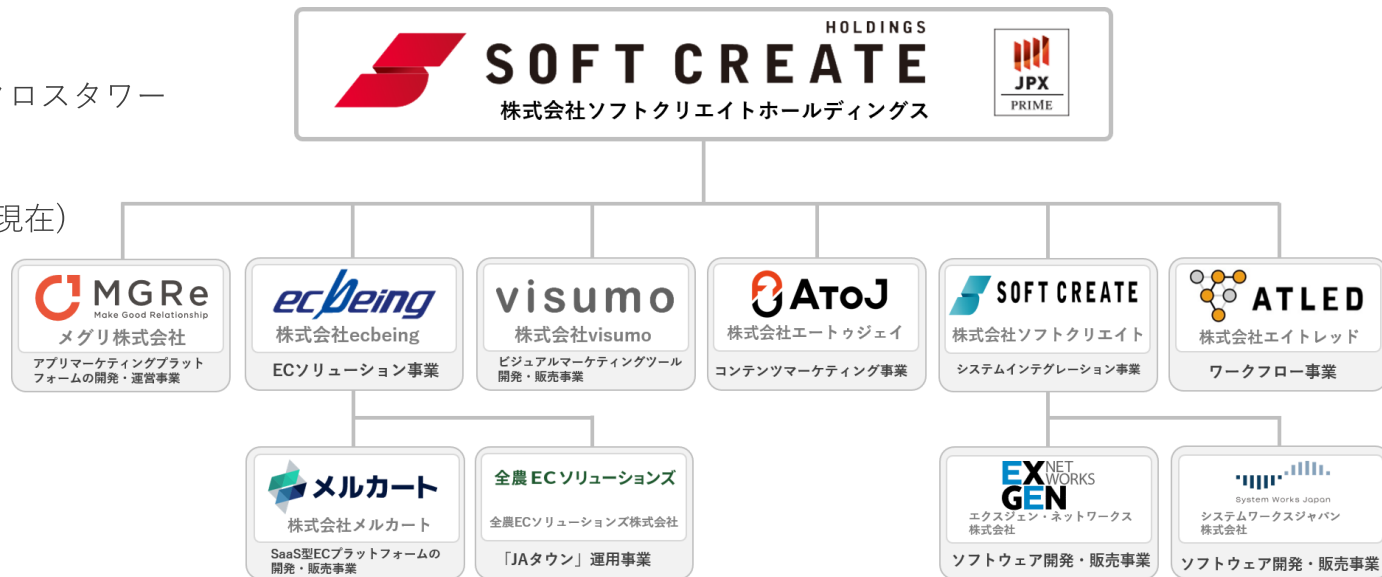 HOLDINGS
SOFT CREATE
株式会社ソフトクリエイトホールディングス
JPX
PRIME
クロスタワー
現在)
MGRe
Make Good Relationship
メグリ株式会社
アプリマーケティングプラット
フォームの開発・運営事業
ecbeing
株式会社ecbeing
ECソリューション事業
visumo
株式会社visumo
ビジュアルマーケティングツール
開発・販売事業
ATOJ
株式会社エートゥジェイ
コンテンツマーケティング事業
SOFT CREATE
株式会社ソフトクリエイト
システムインテグレーション事業
ATLED
株式会社エイトレッド
ワークフロー事業
メルカート
株式会社メルカート
SaaS型ECプラットフォームの
開発・販売事業
全農ECソリューションズ
全農ECソリューションズ株式会社
「JAタウン」運用事業
EX NET
WORKS
GEN
エクスジェン・ネットワークス
株式会社
ソフトウェア開発・販売事業
System Works Japan
システムワークスジャパン
株式会社
ソフトウェア開発・販売事業